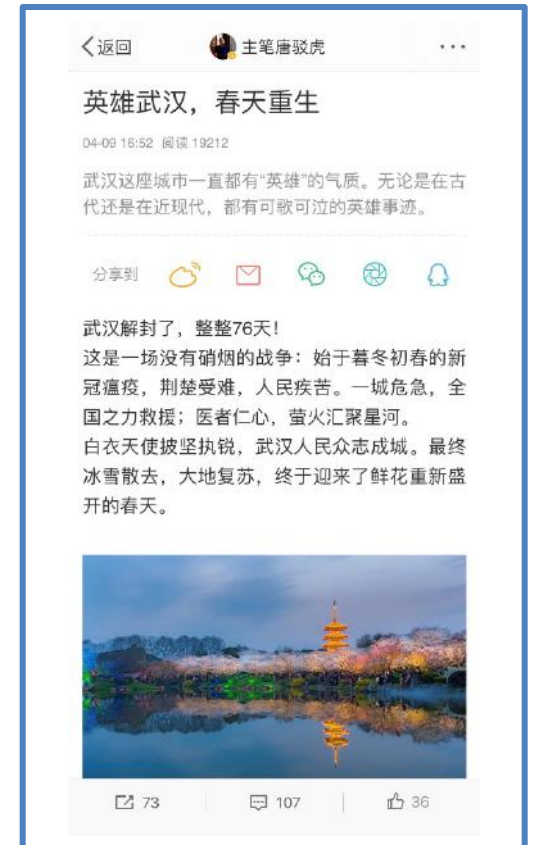 返回
主笔唐驳虎
英雄武汉，春天重生
04-09 16:52 阅读 19212
武汉这座城市一直都有“英雄”的气质。无论是在古
代还是在近现代，都有可歌可泣的英雄事迹。
分享到
武汉解封了，整整76天！
这是一场没有硝烟的战争：始于暮冬初春的新
冠瘟疫，荆楚受难，人民疾苦。一城危急，全
国之力救援；医者仁心，萤火汇聚星河。
白衣天使披坚执锐，武汉人民众志成城。最终
冰雪散去，大地复苏，终于迎来了鲜花重新盛
开的春天。
73
107
36